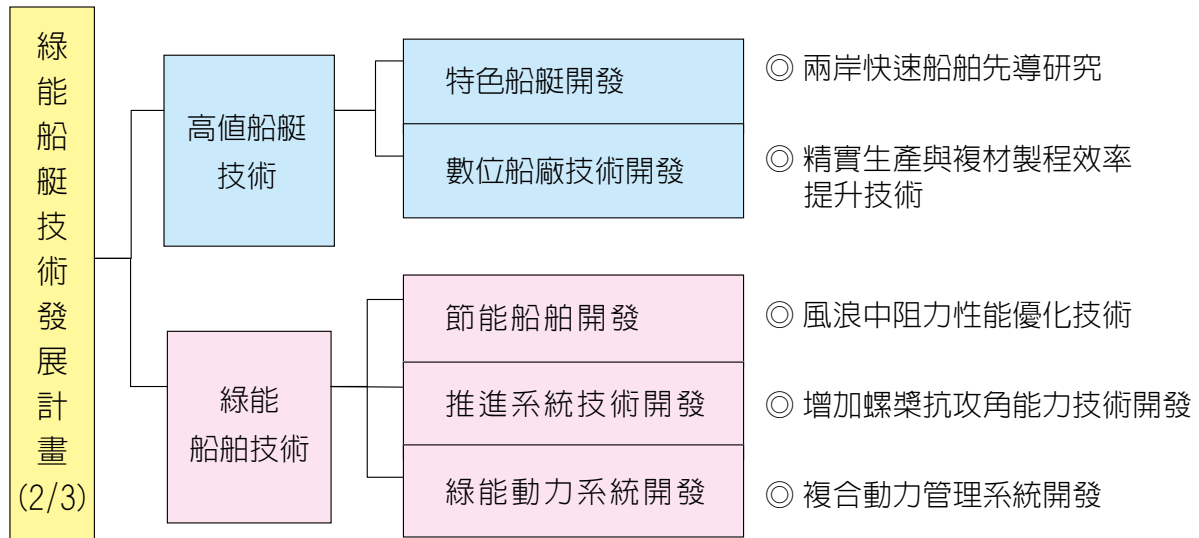 綠能船艇技術發展計畫
(2/3)
高值船艇
技術
特色船艇開發
◎ 兩岸快速船舶先導研究
數位船廠技術開發
◎ 精實生產與複材製程效率
提升技術
綠能
船舶技術
節能船舶開發
◎ 風浪中阻力性能優化技術
推進系統技術開發
◎ 增加螺槳抗攻角能力技術開發
綠能動力系統開發
◎ 複合動力管理系統開發